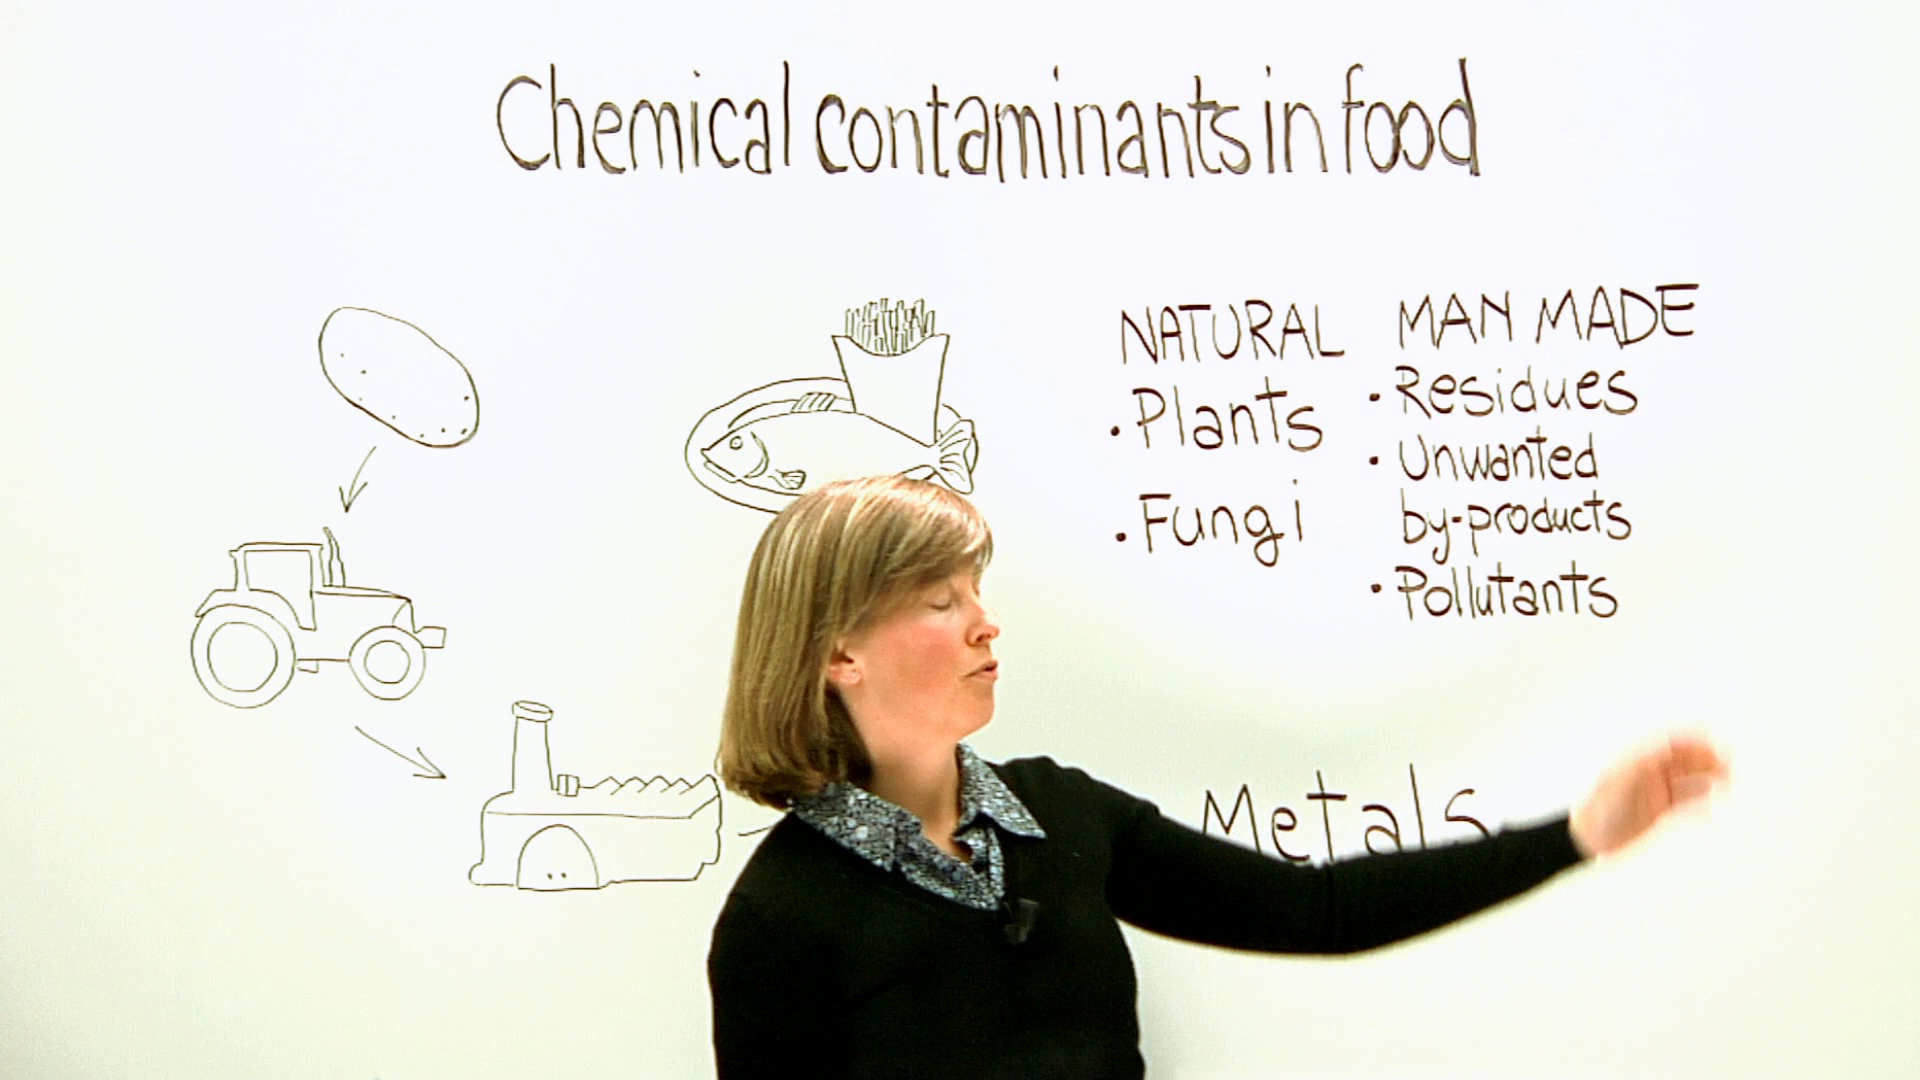 Chemical contaminants in food
NATURAL
• Plants
• Fungi
MAN MADE
• Residues
• Unwanted
by-products
• Pollutants
Metals